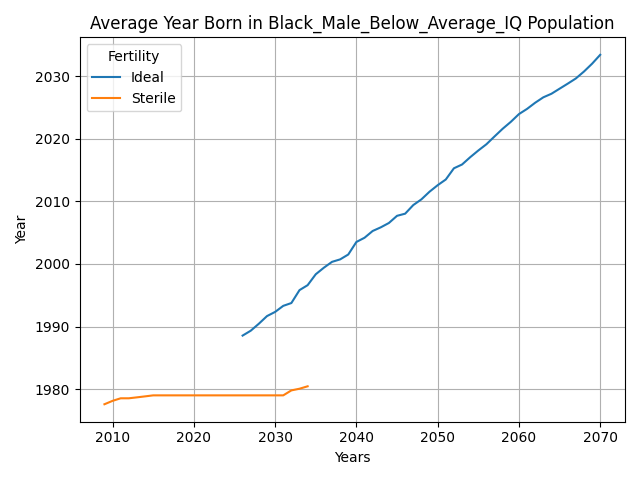 Average Year Born in Black_Male_Below_Average_IQ Population
Fertility
Ideal
Sterile
Year
2030
2020
2010
2000
1990
1980
2010 2020 2030 2040 2050 2060 2070
Years